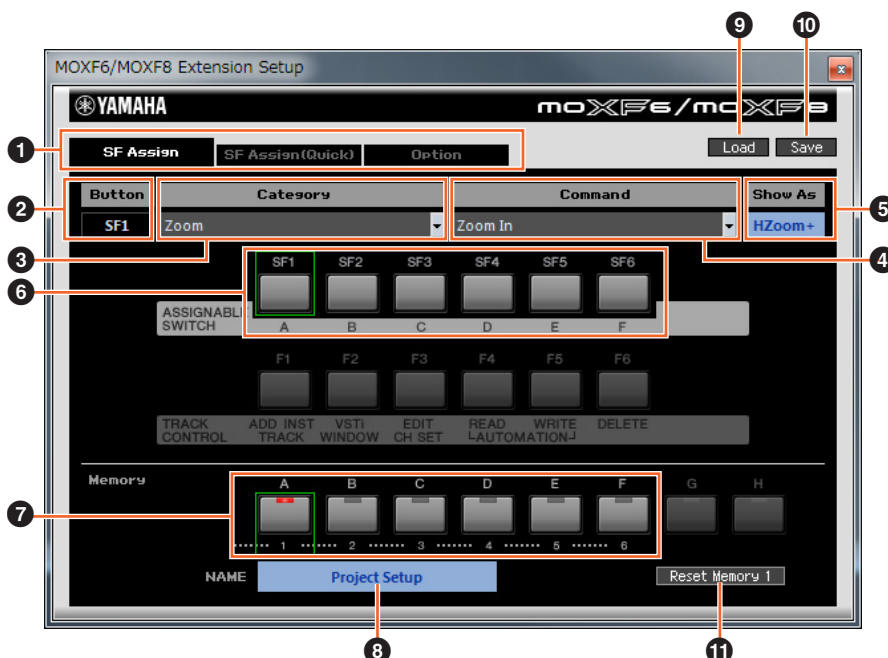 9 10
MOXF6/MOXF8 Extension Setup
YAMAHA MOXF6/MOXF8
1 SF Assign SF Assign(Quick) Option Load Save
2 Button Category Command Show As 5
SF1 Zoom Zoom In HZoom+
3 4
6 SF1 SF2 SF3 SF4 SF5 SF6
ASSIGNABLE
SWITCH A B C D E F
F1 F2 F3 F4 F5 F6
TRACK ADD INST VSTi EDIT READ WRITE DELETE
CONTROL TRACK WINDOW CH SET AUTOMATION
Memory A B C D E F G H
7
1 2 3 4 5 6
NAME Project Setup Reset Memory 1
8 11